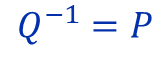 Q⁻¹ = P